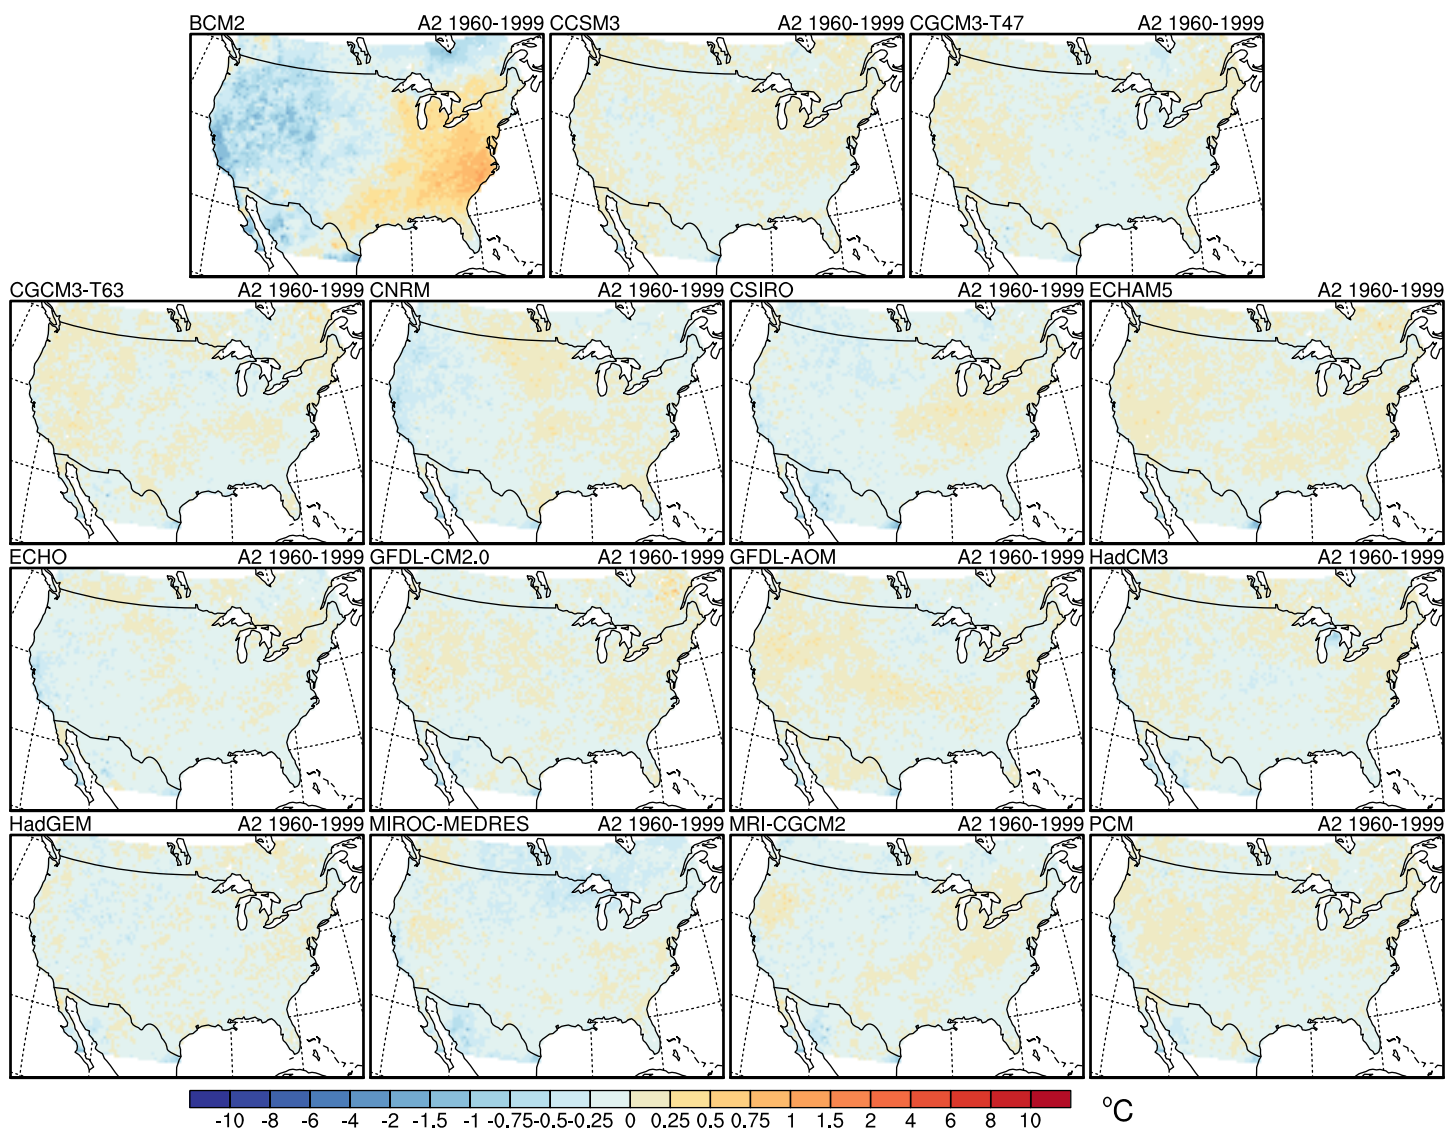 BCM2 A2 1960-1999 CCSM3 A2 1960-1999 CGCM3-T47 A2 1960-1999
CGCM3-T63 A2 1960-1999 CNRM A2 1960-1999 CSIRO A2 1960-1999 ECHAM5 A2 1960-1999
ECHO A2 1960-1999 GFDL-CM2.0 A2 1960-1999 GFDL-AOM A2 1960-1999 HadCM3 A2 1960-1999
HadGEM A2 1960-1999 MIROC-MEDRES A2 1960-1999 MRI-CGCM2 A2 1960-1999 PCM A2 1960-1999
-10 -8 -6 -4 -2 -1.5 -1 -0.75 -0.5 -0.25 0 0.25 0.5 0.75 1 1.5 2 4 6 8 10 °C